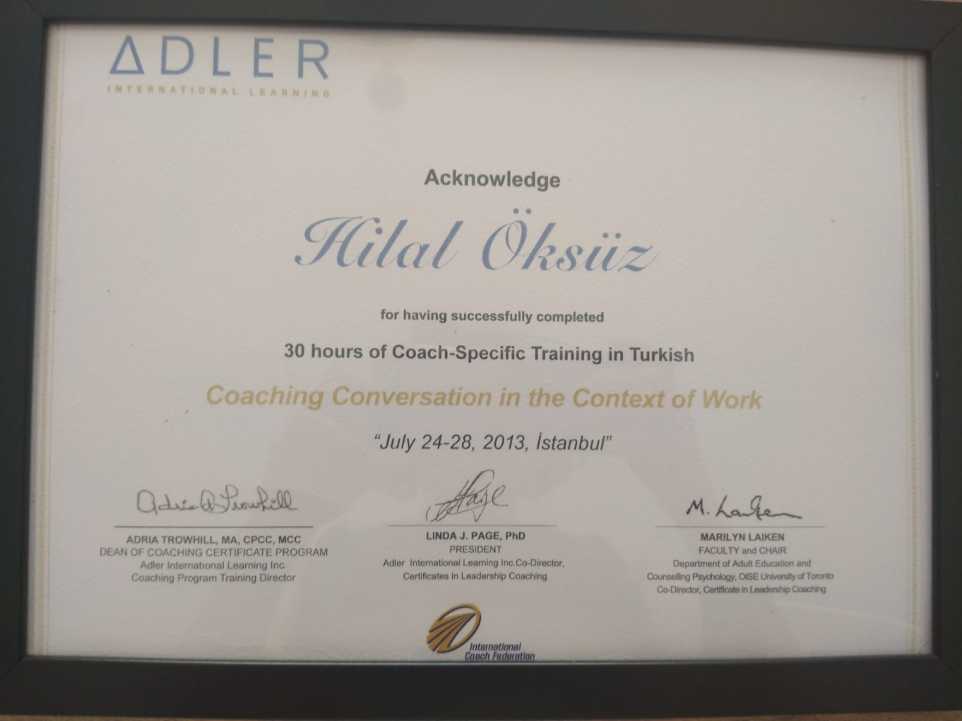 ADLER
INTERNATIONAL LEARNING
Acknowledge
Hilal Öksüz
for having successfully completed
30 hours of Coach-Specific Training in Turkish
Coaching Conversation in the Context of Work
“July 24-28, 2013, İstanbul”
Adria Trowhill
ADRIA TROWHILL, MA, CPCC, MCC
DEAN OF COACHING CERTIFICATE PROGRAM
Adler International Learning Inc
Coaching Program Training Director
LJPage
LINDA J. PAGE, PhD
PRESIDENT
Adler International Learning Inc.Co-Director,
Certificates in Leadership Coaching
M. Laiken
MARILYN LAIKEN
FACULTY and CHAIR
Department of Adult Education and
Counselling Psychology, OISE University of Toronto
Co-Director, Certificate in Leadership Coaching
International
Coach Federation